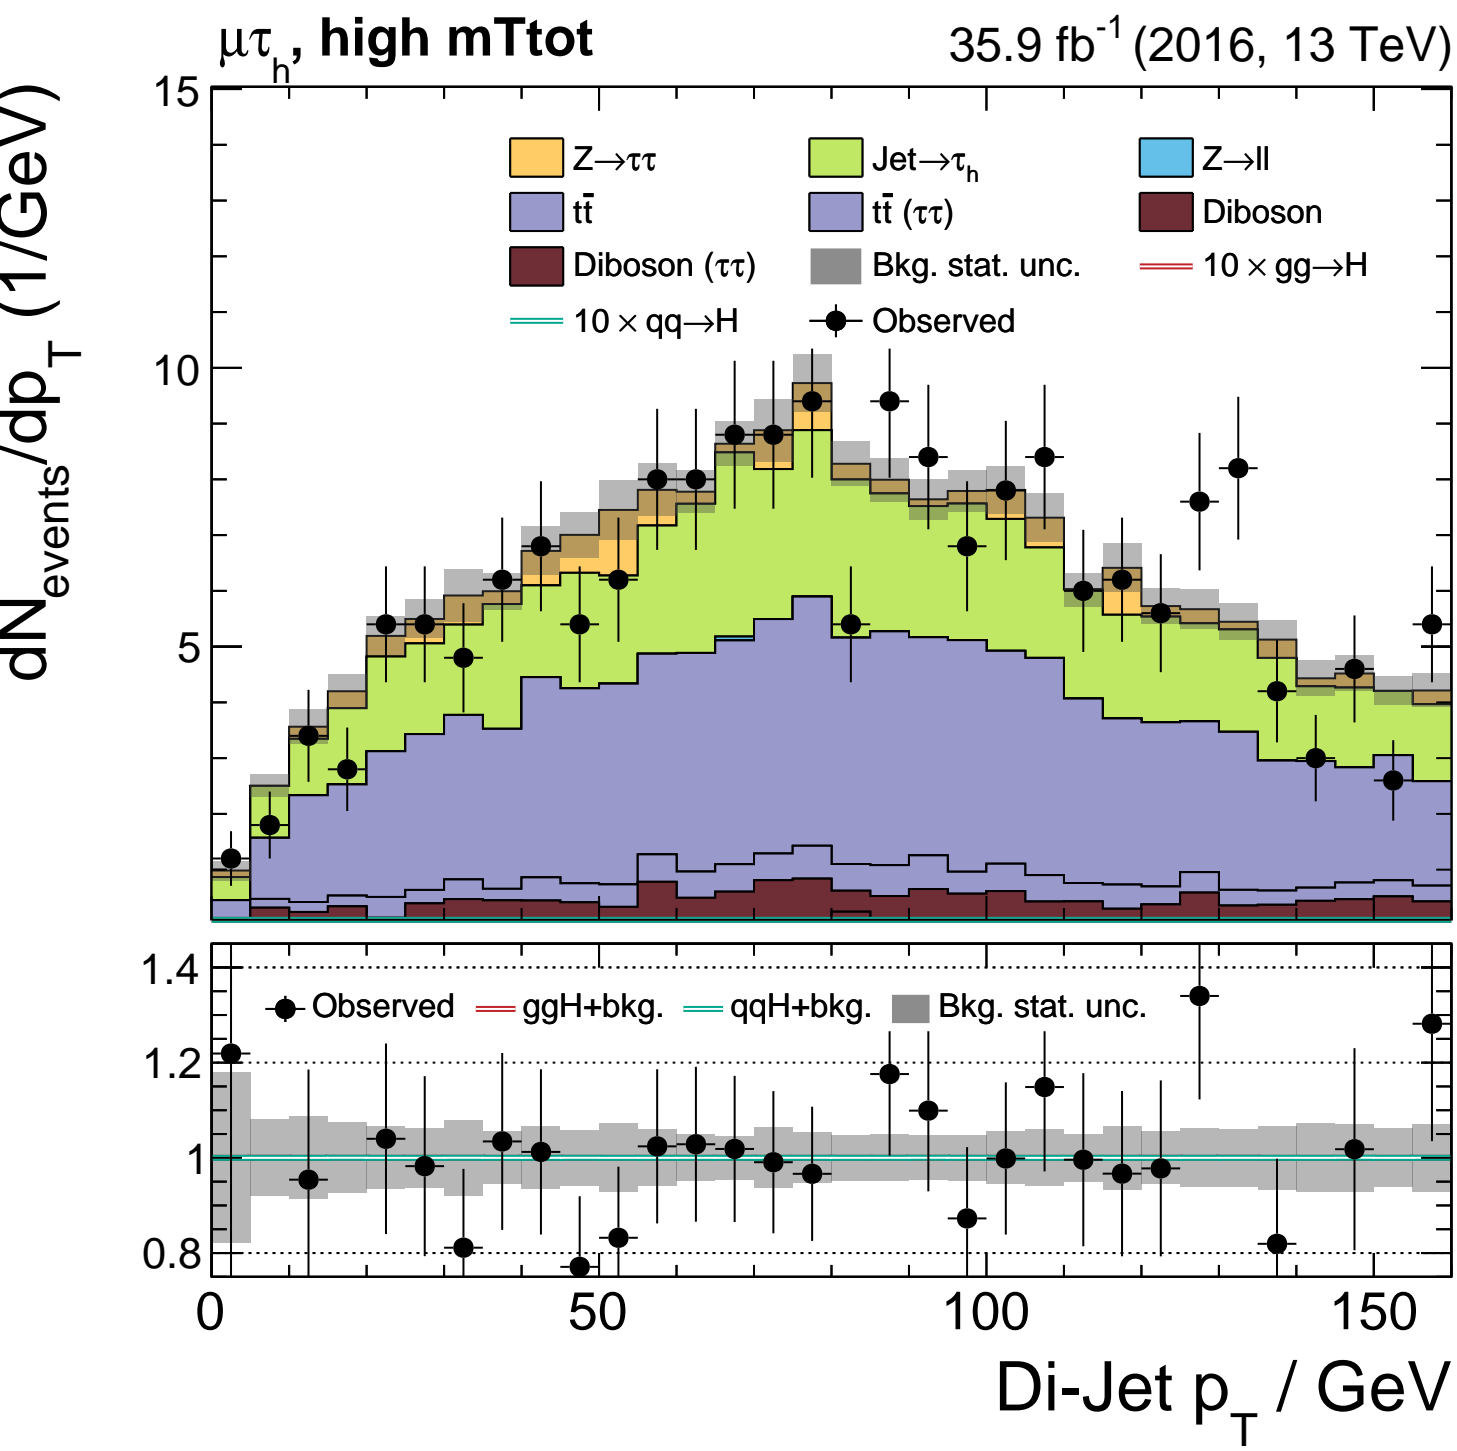 μτh, high mTtot 35.9 fb-1 (2016, 13 TeV)
dNevents/dpT (1/GeV)
15
10
5
Z→ττ Jet→τh Z→ll
tt̄ tt̄ (ττ) Diboson
Diboson (ττ) Bkg. stat. unc. 10 × gg→H
10 × qq→H Observed
1.4
1.2
1
0.8
Observed ggH+bkg. qqH+bkg. Bkg. stat. unc.
0 50 100 150
Di-Jet pT / GeV